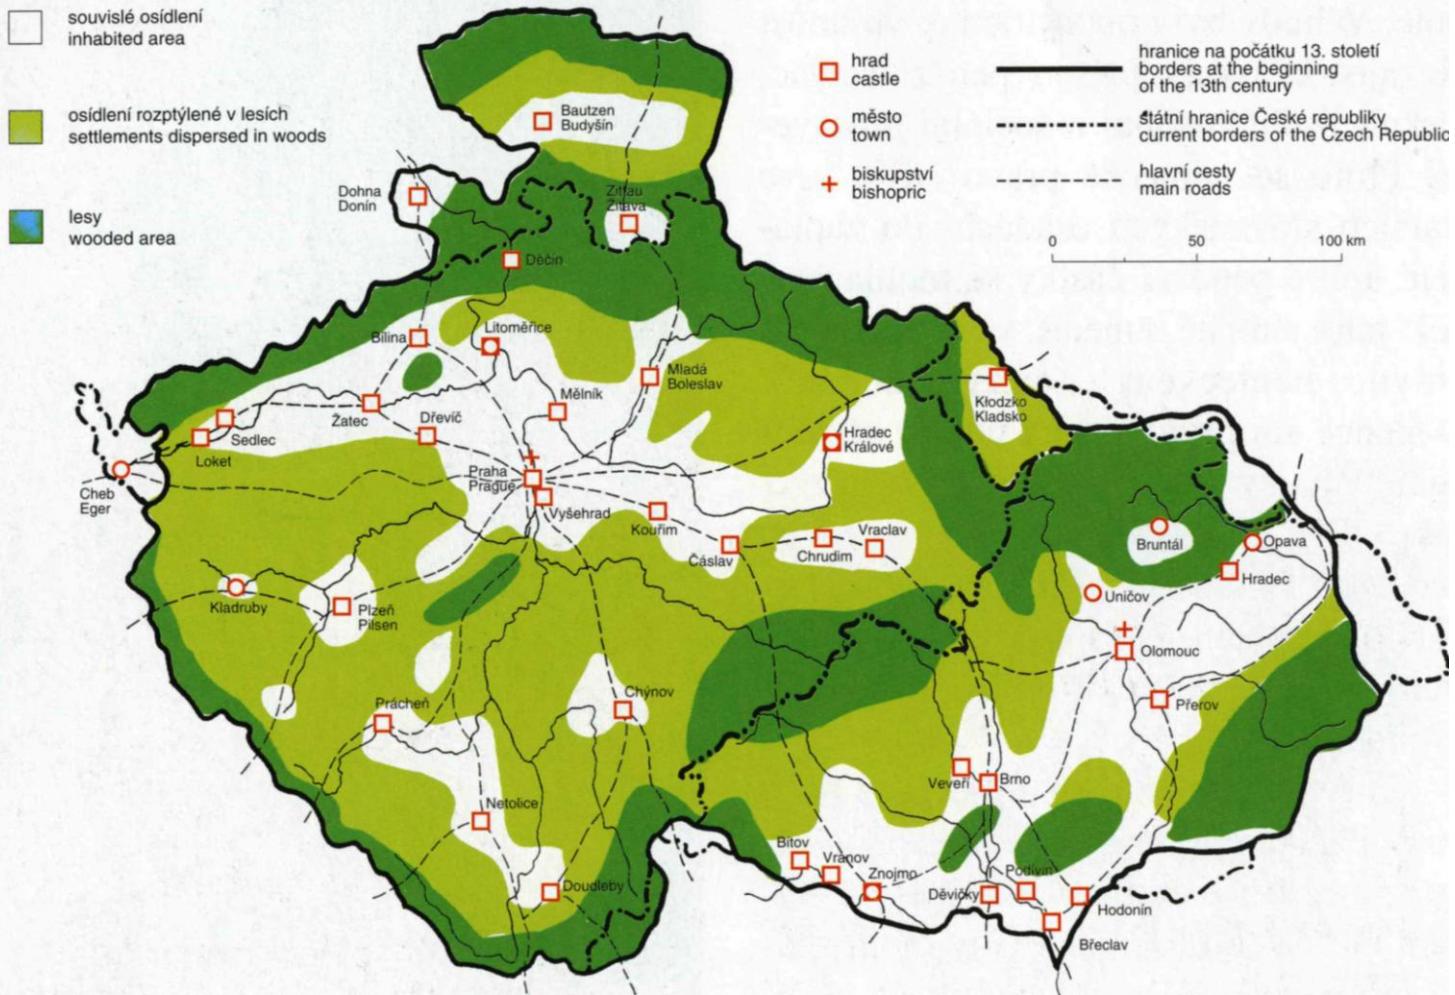 souvislé osídlení
inhabited area
osídlení rozptýlené v lesích
settlements dispersed in woods
lesy
wooded area
hrad
castle
město
town
biskupství
bishopric
hranice na počátku 13. století
borders at the beginning
of the 13th century
státní hranice České republiky
current borders of the Czech Republic
hlavní cesty
main roads
0
50
100 km
Bautzen
Budyšín
Dohna
Donín
Zittau
Žitava
Děčín
Bílina
Litoměřice
Mladá
Boleslav
Mělník
Kłodzko
Kladsko
Žatec
Dřevíč
Sedlec
Loket
Hradec
Králové
Cheb
Eger
Praha
Prague
Vyšehrad
Kouřim
Čáslav
Chrudim
Vraclav
Bruntál
Opava
Hradec
Kladruby
Plzeň
Pilsen
Uničov
Olomouc
Přerov
Prácheň
Chýnov
Veveří
Brno
Netolice
Doudleby
Bítov
Vranov
Znojmo
Děvičky
Podivín
Hodonín
Břeclav